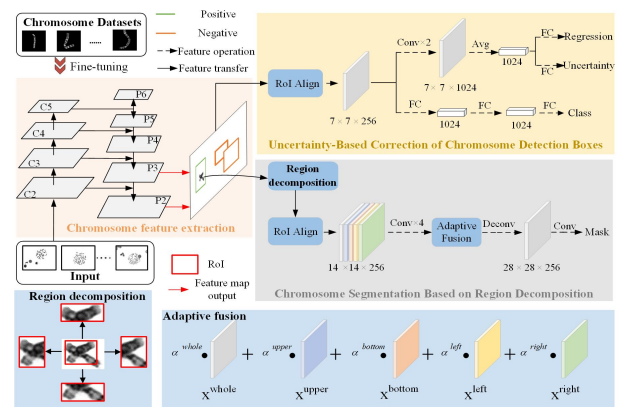 Chromosome Datasets
......
Fine-tuning
Positive
Negative
Feature operation
Feature transfer
C5
C4
C3
C2
P6
P5
P4
P3
P2
Chromosome feature extraction
Input
....
RoI
Feature map
output
RoI Align
7 × 7 × 256
Conv×2
7 × 7 × 1024
Avg
1024
FC
Regression
FC
Uncertainty
FC
1024
FC
1024
FC
Class
Uncertainty-Based Correction of Chromosome Detection Boxes
Region
decomposition
RoI Align
14 ×14× 256
Conv×4
Adaptive
Fusion
Deconv
28 × 28 × 256
Conv
Mask
Chromosome Segmentation Based on Region Decomposition
Region decomposition
Adaptive fusion
α whole • + α upper • + α bottom • + α left • + α right •
X whole X upper X bottom X left X right